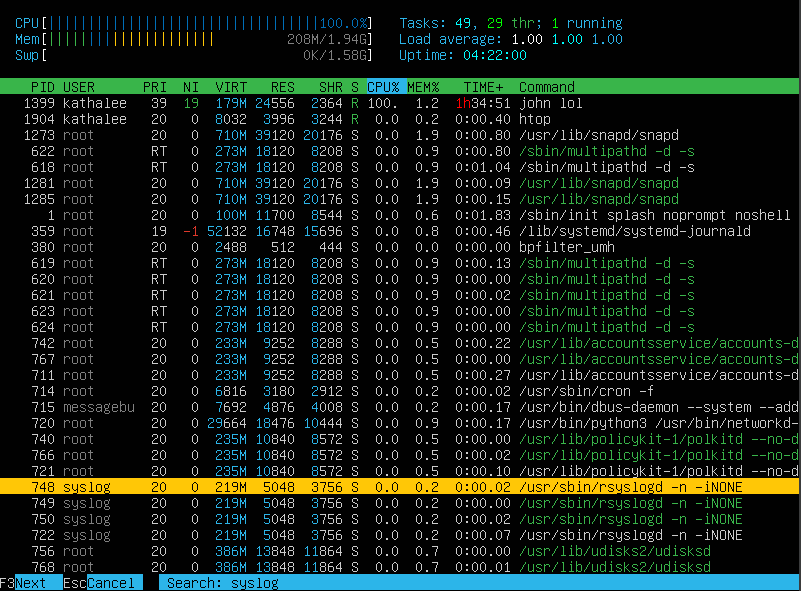 CPU[||||||||||||||||||||||||||||||||||100.0%] Tasks: 49, 29 thr; 1 running
Mem[||||||||||||||||||||| 208M/1.94G] Load average: 1.00 1.00 1.00
Swp[ 0K/1.58G] Uptime: 04:22:00
PID USER PRI NI VIRT RES SHR S CPU% MEM% TIME+ Command
1399 kathalee 39 19 179M 24556 2364 R 100. 1.2 1h34:51 john lol
1904 kathalee 20 0 8032 3996 3244 R 0.0 0.2 0:00.40 htop
1273 root 20 0 710M 39120 20176 S 0.0 1.9 0:00.80 /usr/lib/snapd/snapd
622 root RT 0 273M 18120 8208 S 0.0 0.9 0:00.00 /sbin/multipathd -d -s
618 root RT 0 273M 18120 8208 S 0.0 0.9 0:01.04 /sbin/multipathd -d -s
1281 root 20 0 710M 39120 20176 S 0.0 1.9 0:00.09 /usr/lib/snapd/snapd
1285 root 20 0 710M 39120 20176 S 0.0 1.9 0:00.15 /usr/lib/snapd/snapd
1 root 20 0 100M 11700 8544 S 0.0 0.6 0:01.83 /sbin/init splash noprompt noshell
359 root 19 -1 52132 16748 15696 S 0.0 0.8 0:00.46 /lib/systemd/systemd-journald
380 root 20 0 2488 512 444 S 0.0 0.0 0:00.00 bpfilter_umh
619 root RT 0 273M 18120 8208 S 0.0 0.9 0:00.13 /sbin/multipathd -d -s
620 root RT 0 273M 18120 8208 S 0.0 0.9 0:00.00 /sbin/multipathd -d -s
621 root RT 0 273M 18120 8208 S 0.0 0.9 0:00.02 /sbin/multipathd -d -s
623 root RT 0 273M 18120 8208 S 0.0 0.9 0:00.00 /sbin/multipathd -d -s
624 root RT 0 273M 18120 8208 S 0.0 0.9 0:00.00 /sbin/multipathd -d -s
742 root 20 0 233M 9252 8288 S 0.0 0.5 0:00.22 /usr/lib/accountsservice/accounts-d
767 root 20 0 233M 9252 8288 S 0.0 0.5 0:00.00 /usr/lib/accountsservice/accounts-d
711 root 20 0 233M 9252 8288 S 0.0 0.5 0:00.27 /usr/lib/accountsservice/accounts-d
714 root 20 0 6816 3180 2912 S 0.0 0.2 0:00.02 /usr/sbin/cron -f
715 messagebu 20 0 7692 4876 4008 S 0.0 0.2 0:00.17 /usr/bin/dbus-daemon --system --add
720 root 20 0 29664 18476 10444 S 0.0 0.9 0:00.17 /usr/bin/python3 /usr/bin/networkd-
740 root 20 0 235M 10840 8572 S 0.0 0.5 0:00.00 /usr/lib/policykit-1/polkitd --no-d
766 root 20 0 235M 10840 8572 S 0.0 0.5 0:00.02 /usr/lib/policykit-1/polkitd --no-d
721 root 20 0 235M 10840 8572 S 0.0 0.5 0:00.10 /usr/lib/policykit-1/polkitd --no-d
748 syslog 20 0 219M 5048 3756 S 0.0 0.2 0:00.02 /usr/sbin/rsyslogd -n -iNONE
749 syslog 20 0 219M 5048 3756 S 0.0 0.2 0:00.00 /usr/sbin/rsyslogd -n -iNONE
750 syslog 20 0 219M 5048 3756 S 0.0 0.2 0:00.02 /usr/sbin/rsyslogd -n -iNONE
722 syslog 20 0 219M 5048 3756 S 0.0 0.2 0:00.07 /usr/sbin/rsyslogd -n -iNONE
756 root 20 0 386M 13848 11864 S 0.0 0.7 0:00.00 /usr/lib/udisks2/udisksd
768 root 20 0 386M 13848 11864 S 0.0 0.7 0:00.01 /usr/lib/udisks2/udisksd
F3Next EscCancel Search: syslog